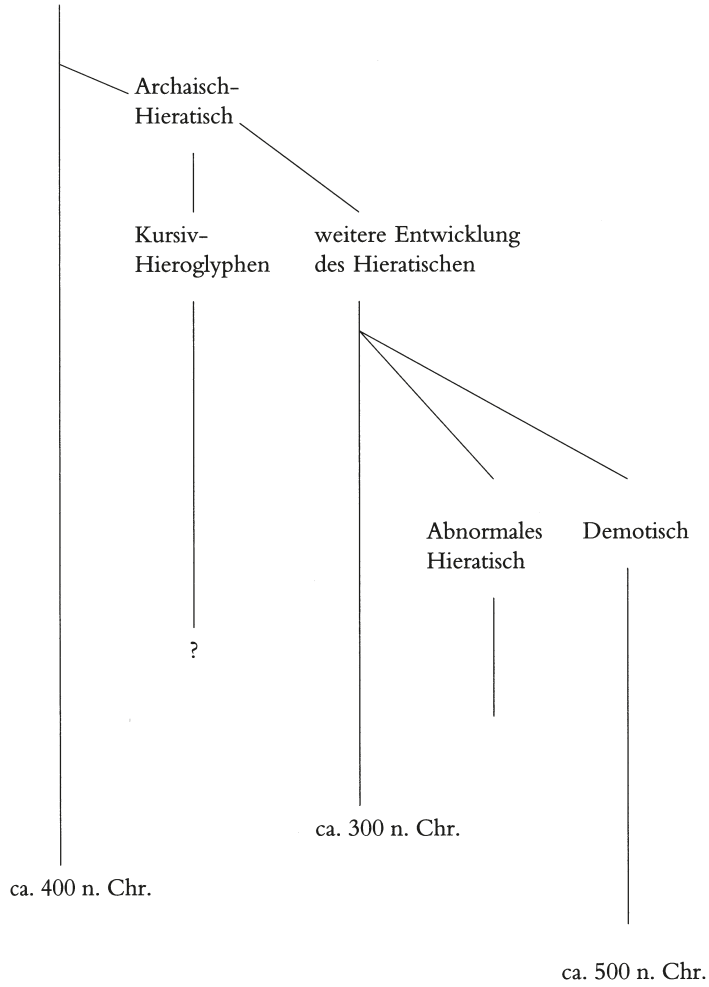 Archaisch-
Hieratisch
Kursiv-
Hieroglyphen
weitere Entwicklung
des Hieratischen
Abnormales
Hieratisch
Demotisch
?
ca. 300 n. Chr.
ca. 400 n. Chr.
ca. 500 n. Chr.